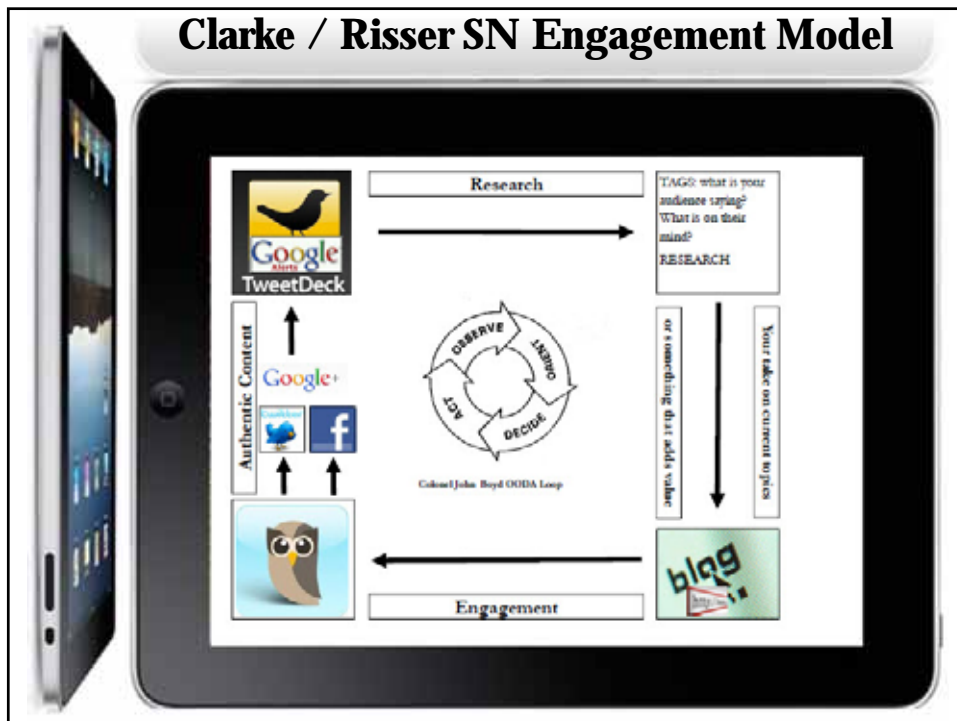 Clarke / Risser SN Engagement Model
Research
Google
Alerts
TweetDeck
TAGS: what is your
audience saying?
What is on their
mind?
RESEARCH
Authentic Content
Google+
f
OBSERVE
ORIENT
DECIDE
ACT
Colonel John Boyd OODA Loop
or something that adds value
Your take on current topics
blog
Engagement